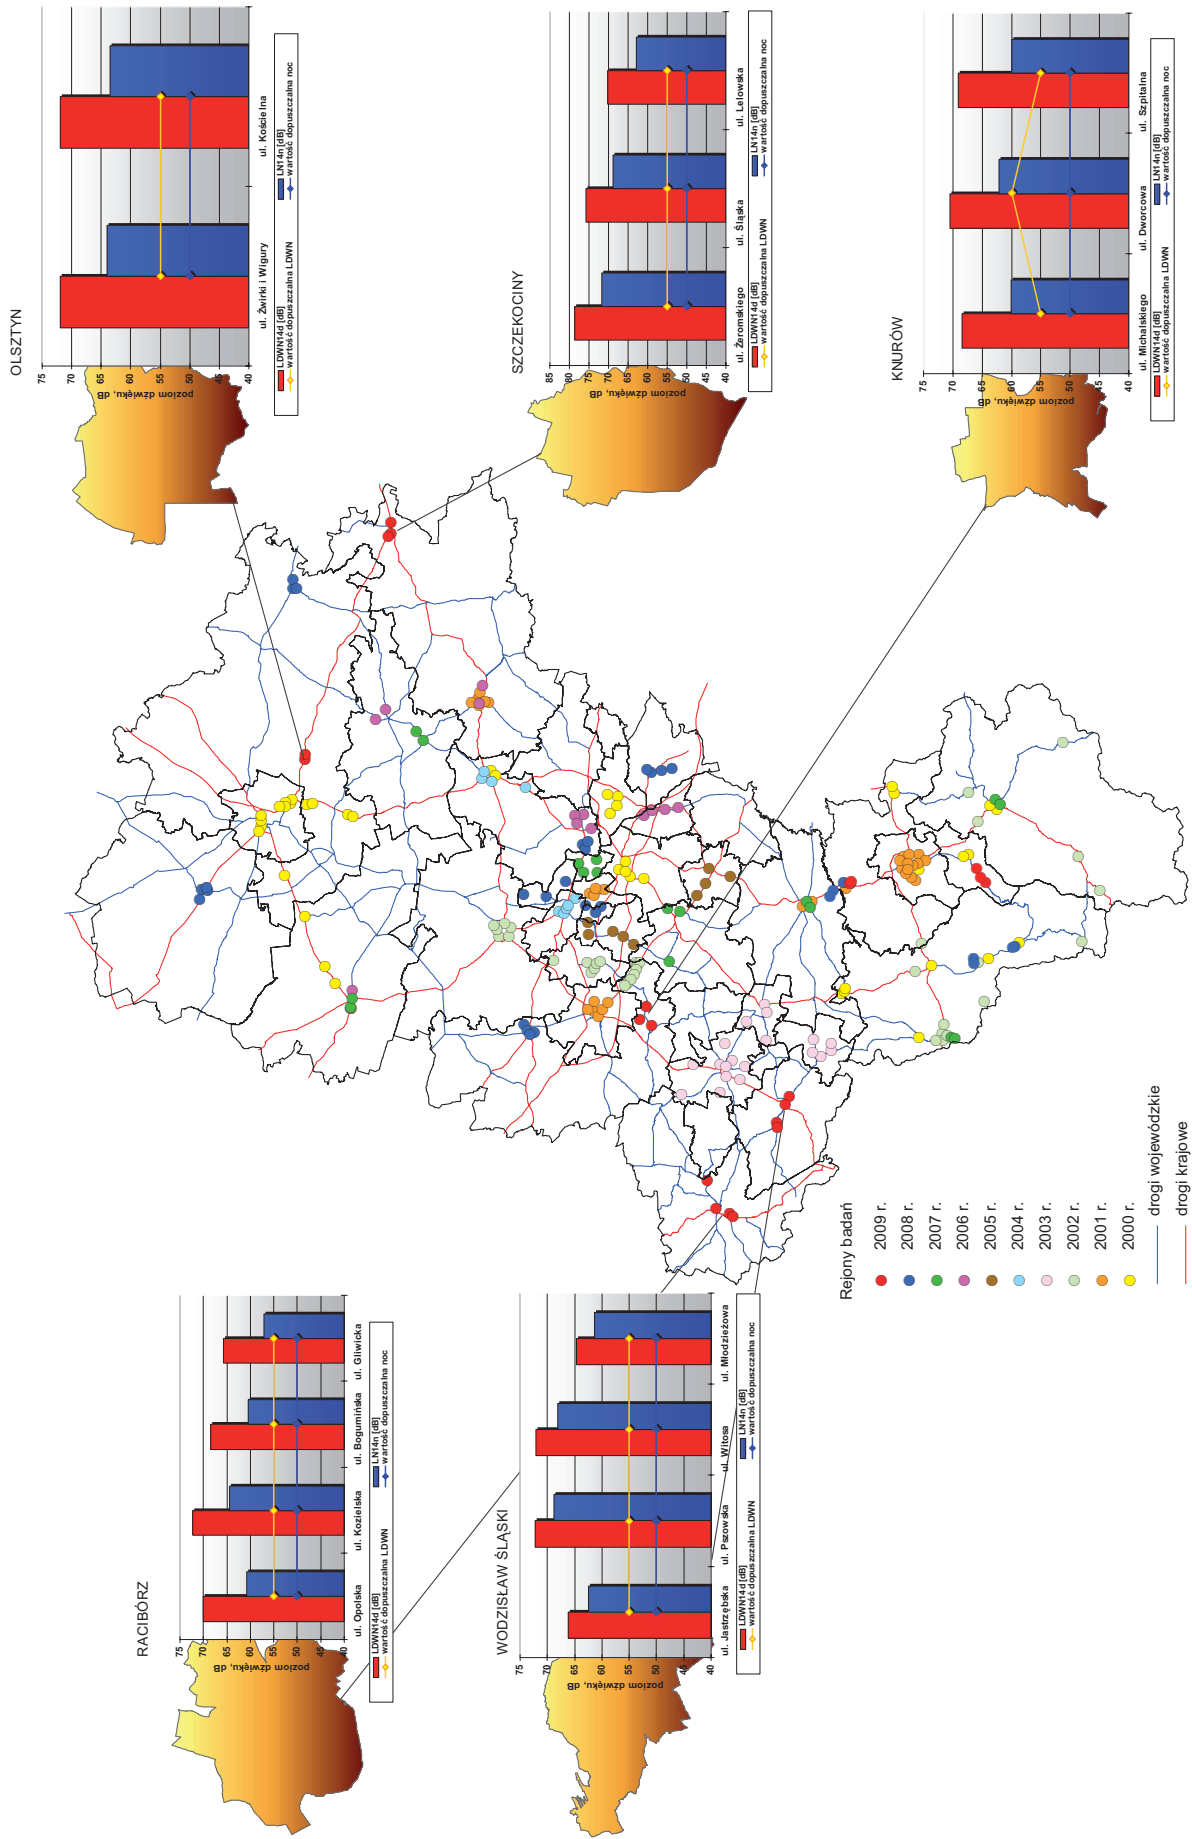 OLSZTYN
75
70
65
60
55
50
45
40
poziom dźwięku, dB
ul. Żwirki i Wigury
ul. Kościelna
LDWN14d [dB]
LN14n [dB]
wartość dopuszczalna LDWN
wartość dopuszczalna noc
SZCZEKOCINY
85
80
75
70
65
60
55
50
45
40
poziom dźwięku, dB
ul. Żeromskiego
ul. Śląska
ul. Lelowska
LDWN14d [dB]
LN14n [dB]
wartość dopuszczalna LDWN
wartość dopuszczalna noc
KNURÓW
75
70
65
60
55
50
45
40
poziom dźwięku, dB
ul. Michalskiego
ul. Dworcowa
ul. Szpitalna
LDWN14d [dB]
LN14n [dB]
wartość dopuszczalna LDWN
wartość dopuszczalna noc
RACIBÓRZ
75
70
65
60
55
50
45
40
poziom dźwięku, dB
ul. Opolska
ul. Kozielska
ul. Bogumińska
ul. Gliwicka
LDWN14d [dB]
LN14n [dB]
wartość dopuszczalna LDWN
wartość dopuszczalna noc
WODZISŁAW ŚLĄSKI
75
70
65
60
55
50
45
40
poziom dźwięku, dB
ul. Jastrzębska
ul. Pszowska
ul. Witosa
ul. Młodzieżowa
LDWN14d [dB]
LN14n [dB]
wartość dopuszczalna LDWN
wartość dopuszczalna noc
Rejony badań
2009 r.
2008 r.
2007 r.
2006 r.
2005 r.
2004 r.
2003 r.
2002 r.
2001 r.
2000 r.
drogi wojewódzkie
drogi krajowe